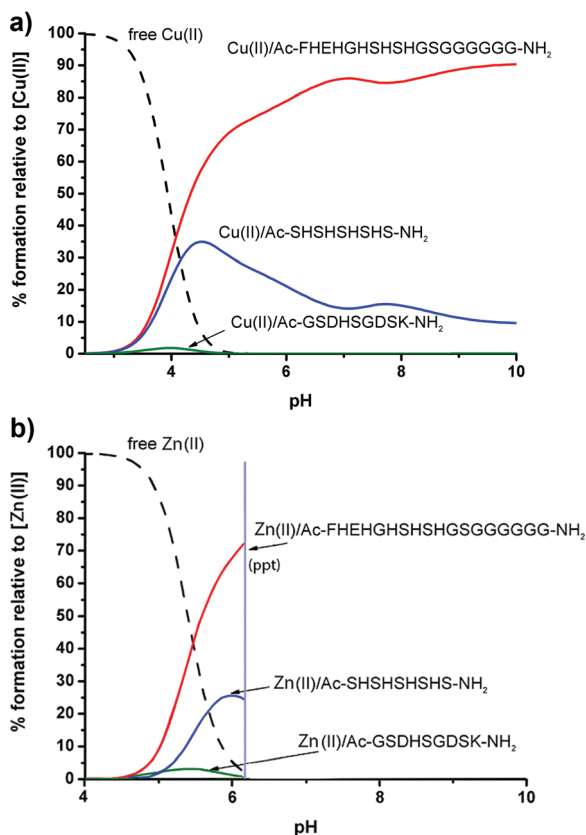 a)
free Cu(II)
Cu(II)/Ac-FHEHGHSHSHGSGGGGGG-NH2
100
90
80
70
60
50
40
30
20
10
0
% formation relative to [Cu(II)]
Cu(II)/Ac-SHSHSHSHS-NH2
Cu(II)/Ac-GSDHSGDSK-NH2
4 6 8 10
pH
b)
free Zn(II)
100
90
80
70
60
50
40
30
20
10
0
% formation relative to [Zn(II)]
Zn(II)/Ac-FHEHGHSHSHGSGGGGGG-NH2
(ppt)
Zn(II)/Ac-SHSHSHSHS-NH2
Zn(II)/Ac-GSDHSGDSK-NH2
4 6 8 10
pH